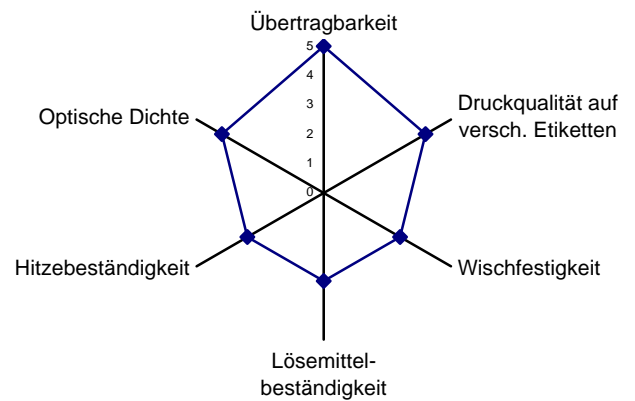 Übertragbarkeit
5
4
3
2
1
0
Druckqualität auf
versch. Etiketten
Wischfestigkeit
Lösemittel-
beständigkeit
Hitzebeständigkeit
Optische Dichte